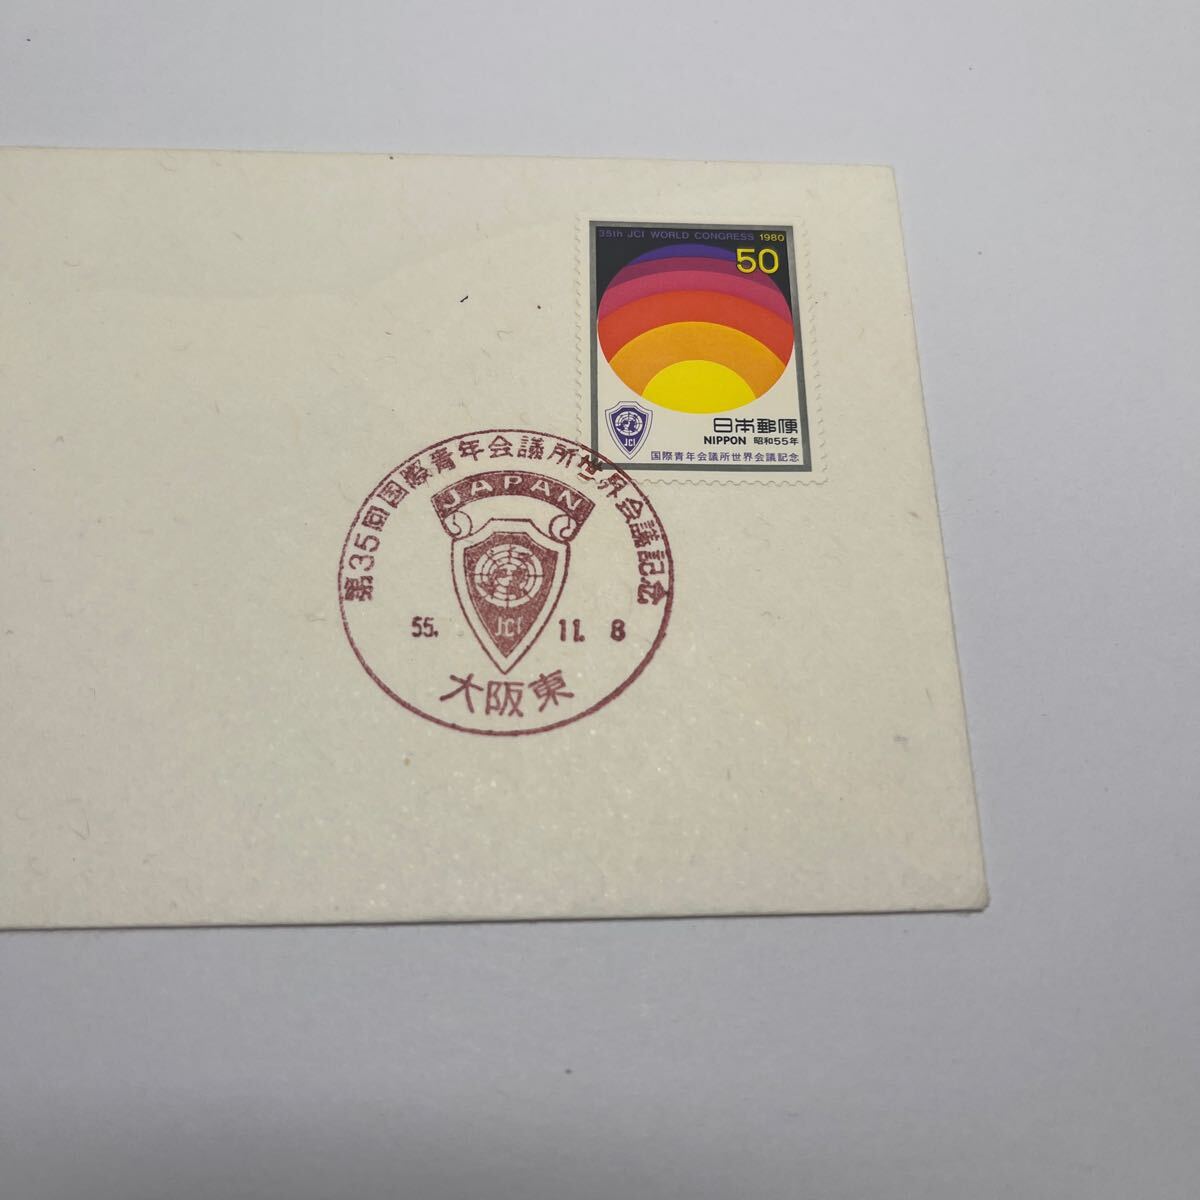 35th JCI WORLD CONGRESS 1980
50
JCI
日本郵便
NIPPON 昭和55年
国際青年会議所世界会議記念
第35回国際青年会議所世界会議記念
JAPAN
JCI
55. 11. 8
大阪東